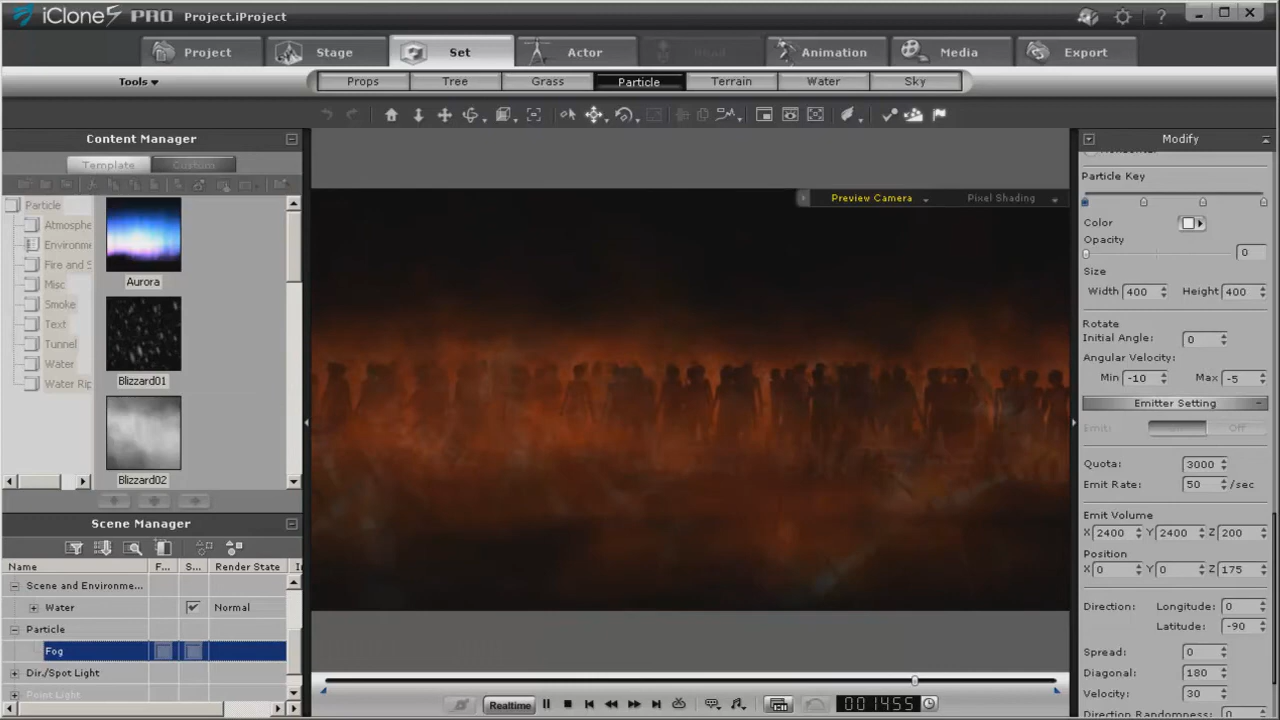 iClone5 PRO Project.iProject
Project Stage Set Actor Head Animation Media Export
Tools Props Tree Grass Particle Terrain Water Sky
Content Manager
Template Custom
Particle
Atmosphe
Environme
Fire and S
Misc
Smoke
Text
Tunnel
Water
Water Rip
Aurora
Blizzard01
Blizzard02
Scene Manager
Name F... S... Render State
Scene and Environme...
Water Normal
Particle
Fog
Dir./Spot Light
Point Light
Preview Camera Pixel Shading
Realtime 001455
Modify
Particle Key
Color
Opacity
0
Size
Width 400 Height 400
Rotate
Initial Angle: 0
Angular Velocity:
Min -10 Max -5
Emitter Setting
Emit: On Off
Quota: 3000
Emit Rate: 50 /sec
Emit Volume
X 2400 Y 2400 Z 200
Position
X 0 Y 0 Z 175
Direction: Longitude: 0
Latitude: -90
Spread: 0
Diagonal: 180
Velocity: 30